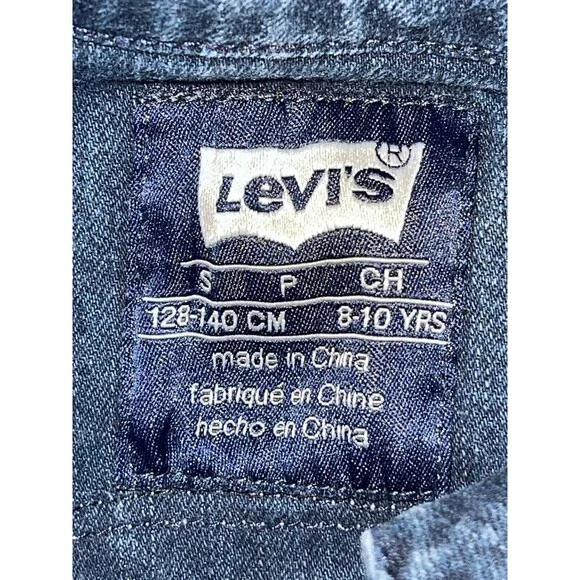 LeVI'S ®
S P CH
128-140 CM 8-10 YRS
made in China
fabriqué en Chine
hecho en China